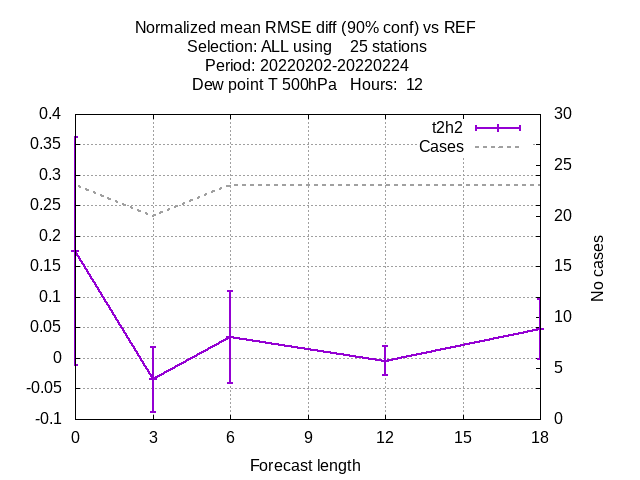 Normalized mean RMSE diff (90% conf) vs REF
Selection: ALL using    25 stations
Period: 20220202-20220224
Dew point T 500hPa   Hours:  12
t2h2
Cases
0.4
0.35
0.3
0.25
0.2
0.15
0.1
0.05
0
-0.05
-0.1
30
25
20
15
10
5
0
No cases
0 3 6 9 12 15 18
Forecast length